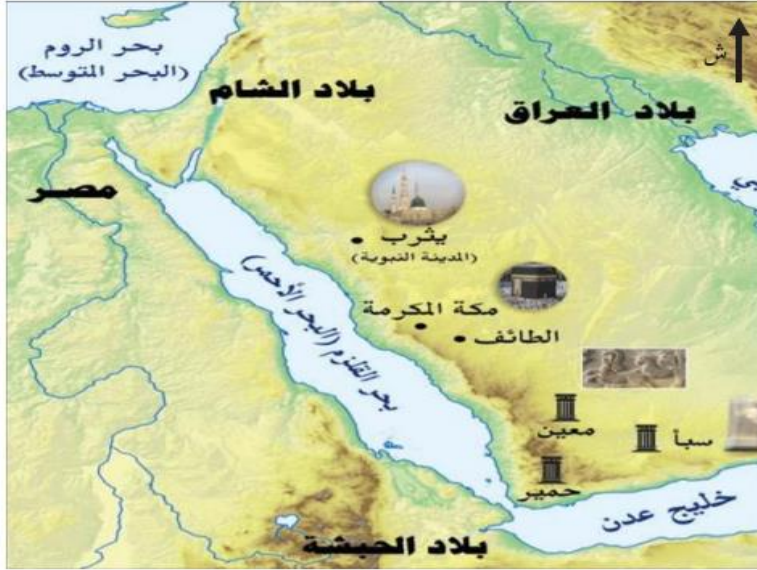 ش
بحر الروم
(البحر المتوسط)
بلاد الشام
بلاد العراق
مصر
يثرب
(المدينة النبوية)
بحر القلزم (البحر الأحمر)
مكة المكرمة
الطائف
معين
سبأ
حمير
خليج عدن
بلاد الحبشة